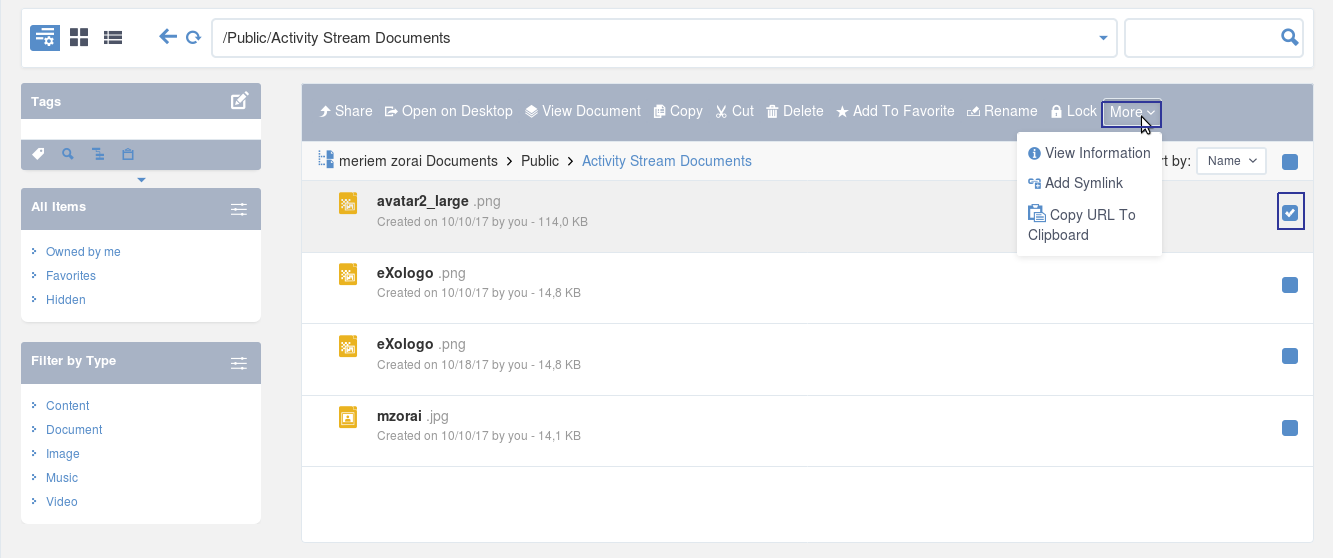 /Public/Activity Stream Documents
Tags
Share Open on Desktop View Document Copy Cut Delete Add To Favorite Rename Lock More
View Information
Add Symlink
Copy URL To
Clipboard
meriem zorai Documents Public Activity Stream Documents
rt by: Name
avatar2_large .png
Created on 10/10/17 by you - 114,0 KB
eXologo .png
Created on 10/10/17 by you - 14,8 KB
eXologo .png
Created on 10/18/17 by you - 14,8 KB
mzorai .jpg
Created on 10/10/17 by you - 14,1 KB
All Items
Owned by me
Favorites
Hidden
Filter by Type
Content
Document
Image
Music
Video